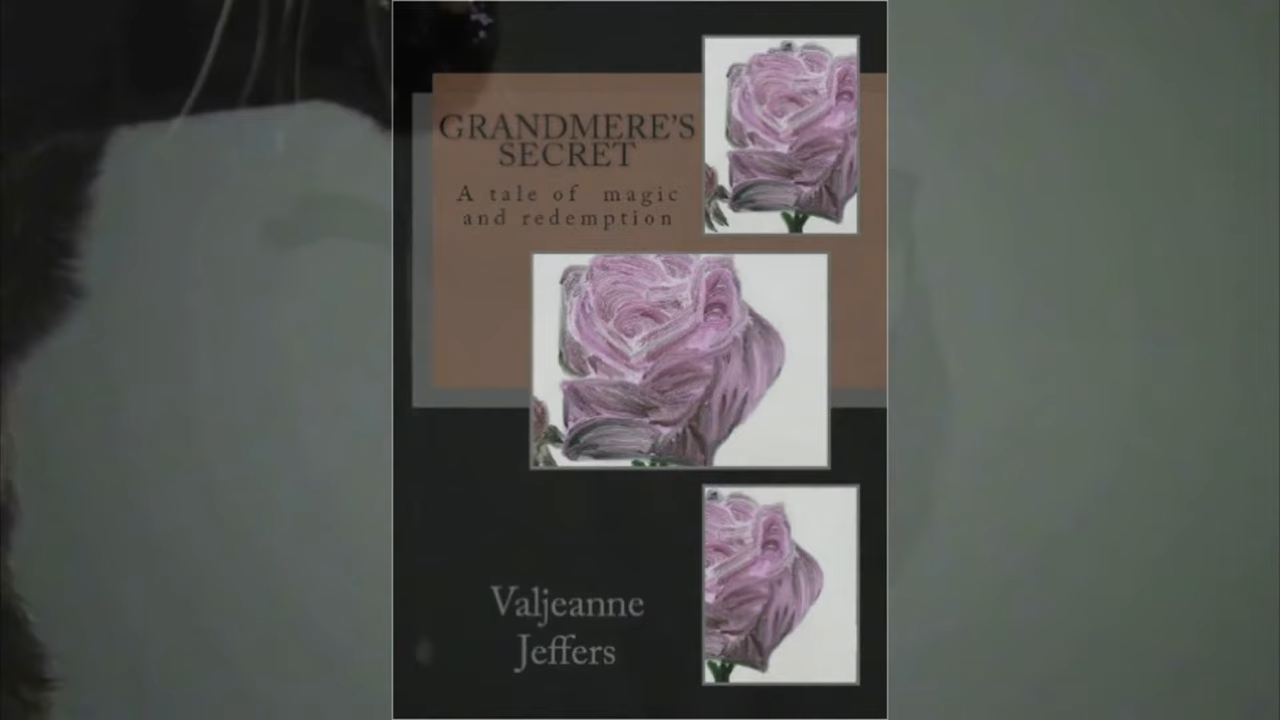 GRANDMERE'S
SECRET
A tale of magic
and redemption
Valjeanne
Jeffers